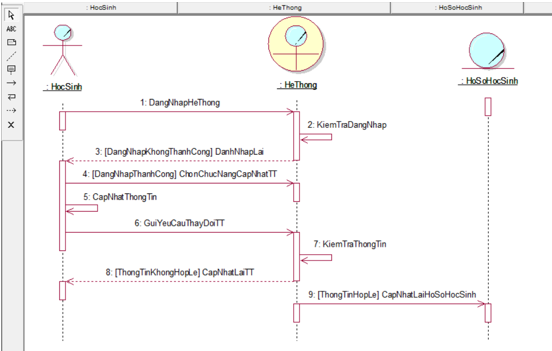 : HocSinh
: HeThong
: HoSoHocSinh
ABC
: HocSinh
: HeThong
: HoSoHocSinh
1: DangNhapHeThong
2: KiemTraDangNhap
3: [DangNhapKhongThanhCong] DanhNhapLai
4: [DangNhapThanhCong] ChonChucNangCapNhatTT
5: CapNhatThongTin
6: GuiYeuCauThayDoiTT
7: KiemTraThongTin
8: [ThongTinKhongHopLe] CapNhatLaiTT
9: [ThongTinHopLe] CapNhatLaiHoSoHocSinh